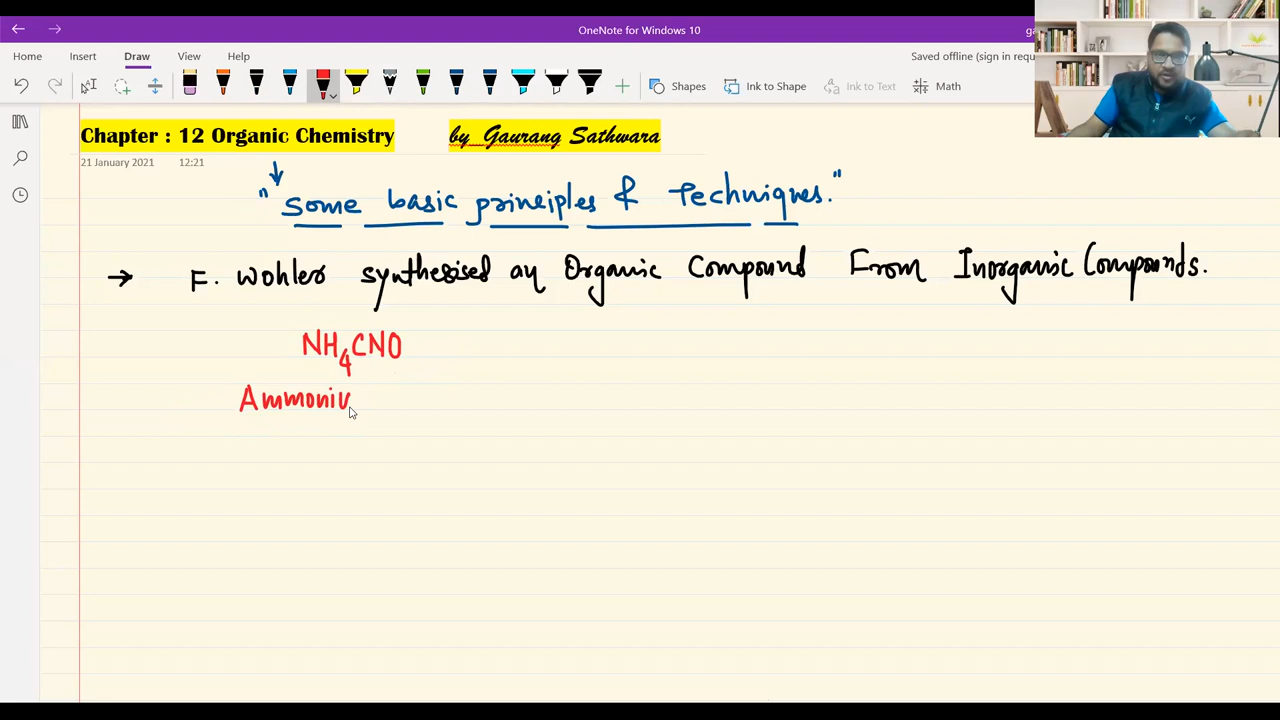 OneNote for Windows 10
ga
Home Insert Draw View Help
Saved offline (sign in requ
Shapes Ink to Shape Ink to Text Math
Chapter : 12 Organic Chemistry by Gaurang Sathwara
21 January 2021 12:21
"Some basic principles & Techniques."
→ F. Wohler synthesised an Organic Compound From Inorganic Compounds.
NH4CNO
Ammoniu